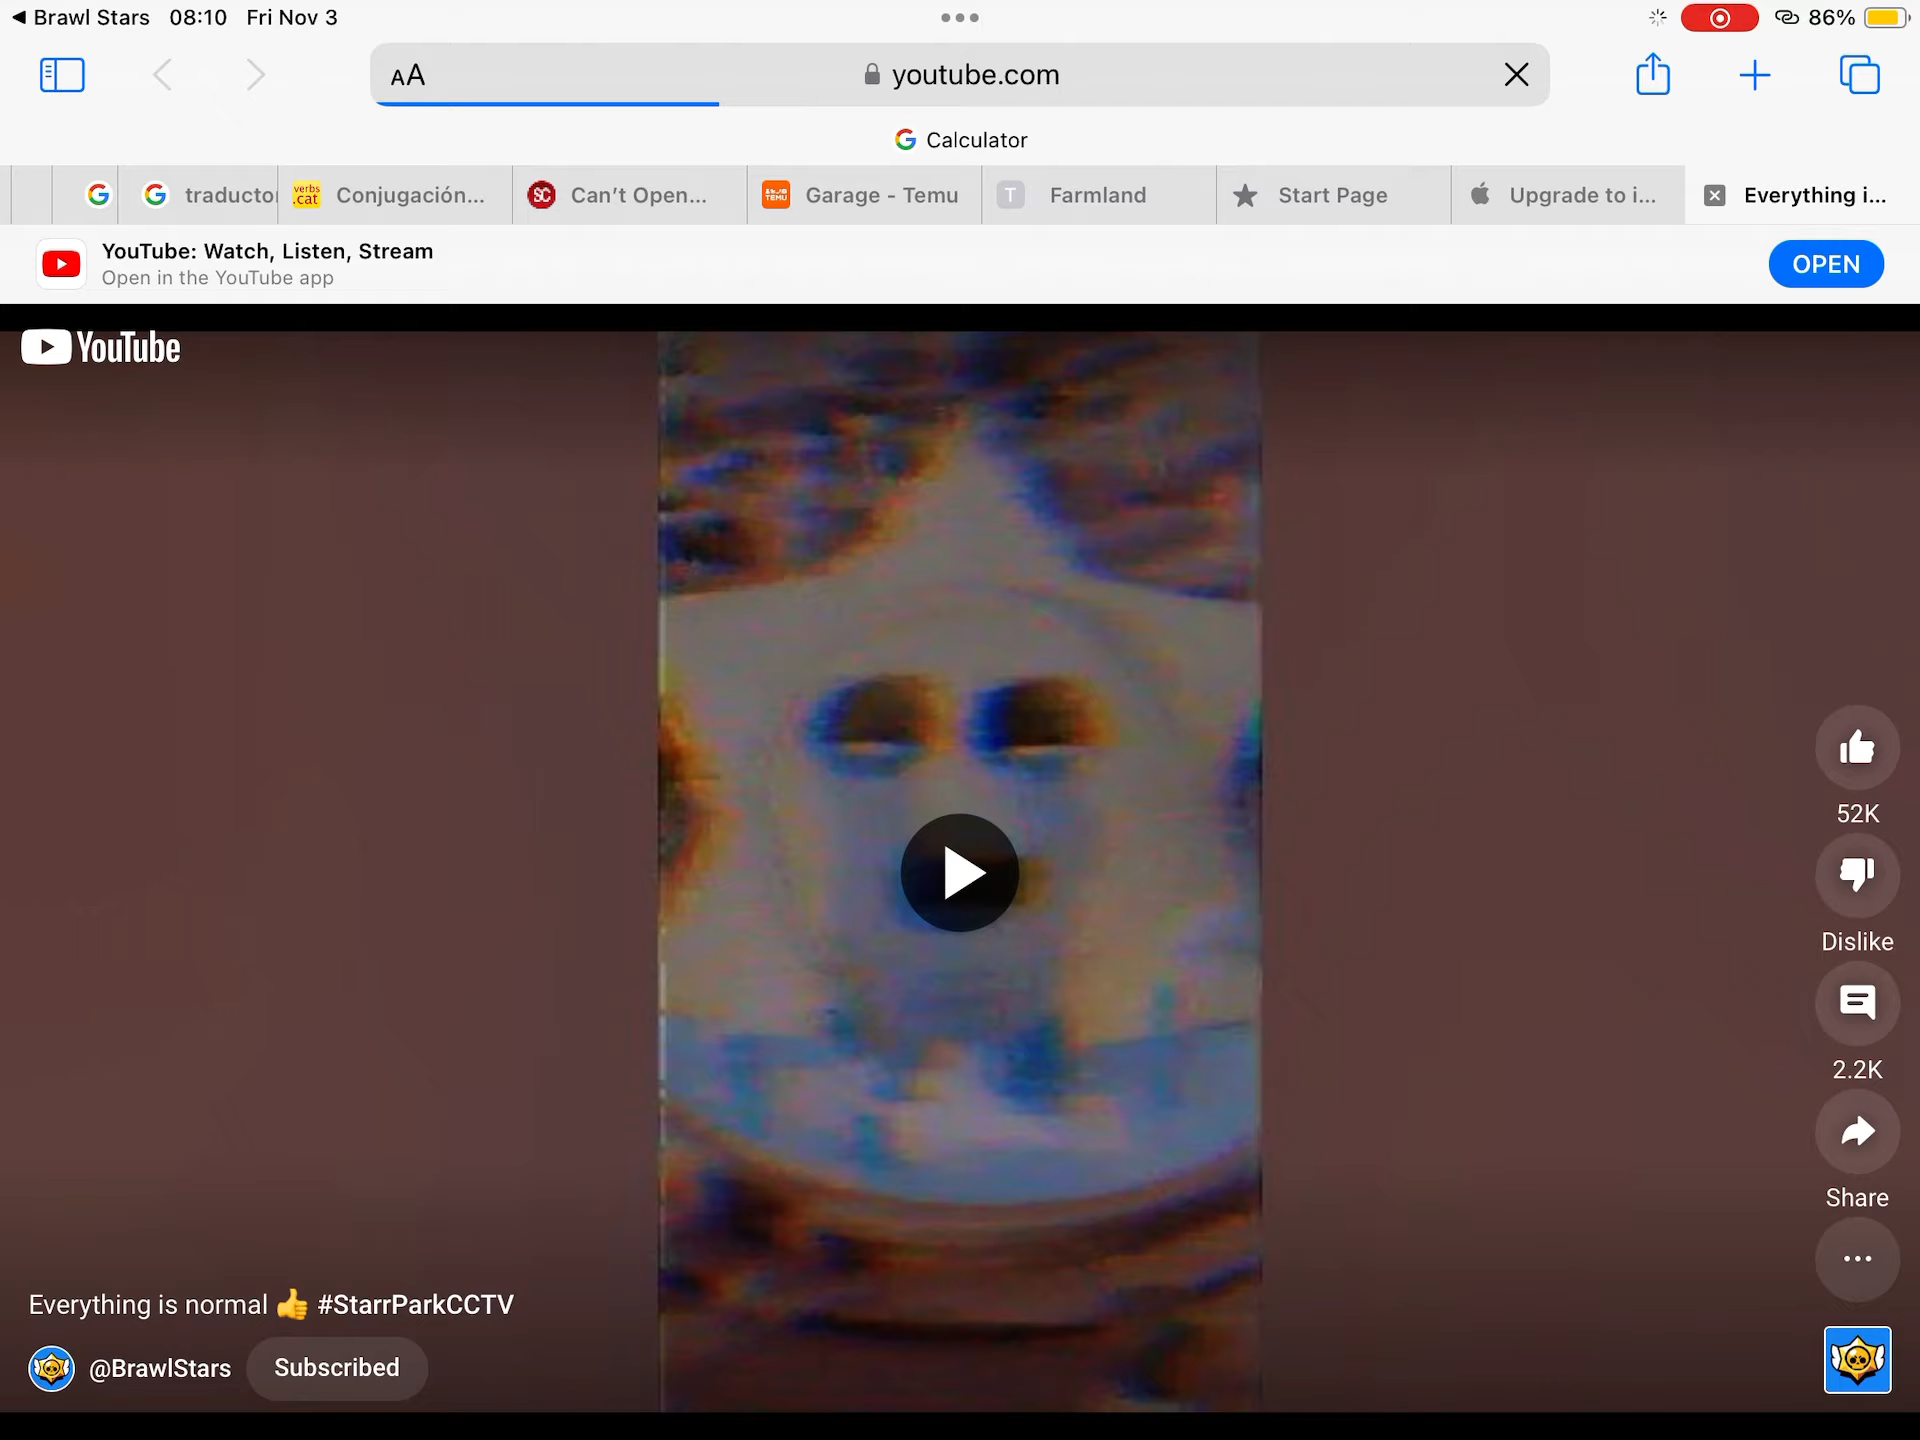 Brawl Stars 08:10 Fri Nov 3
86%
AA youtube.com
Calculator
traducto
verbs .cat Conjugación...
SC Can't Open...
TEMU Garage - Temu
T Farmland
Start Page
Upgrade to i...
Everything i...
YouTube: Watch, Listen, Stream
Open in the YouTube app
OPEN
YouTube
52K
Dislike
2.2K
Share
Everything is normal 👍 #StarrParkCCTV
@BrawlStars Subscribed